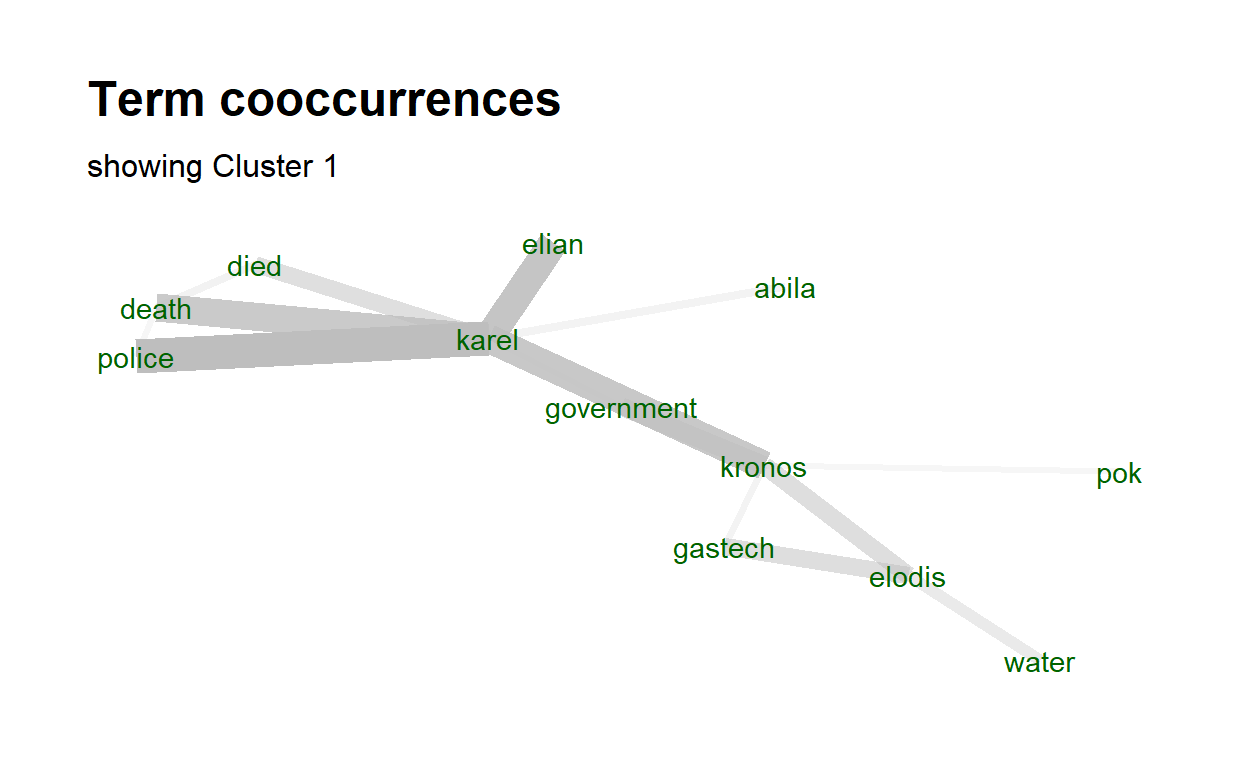 Term cooccurrences
showing Cluster 1
elian
died
abila
death
karel
police
government
kronos
pok
gastech
elodis
water